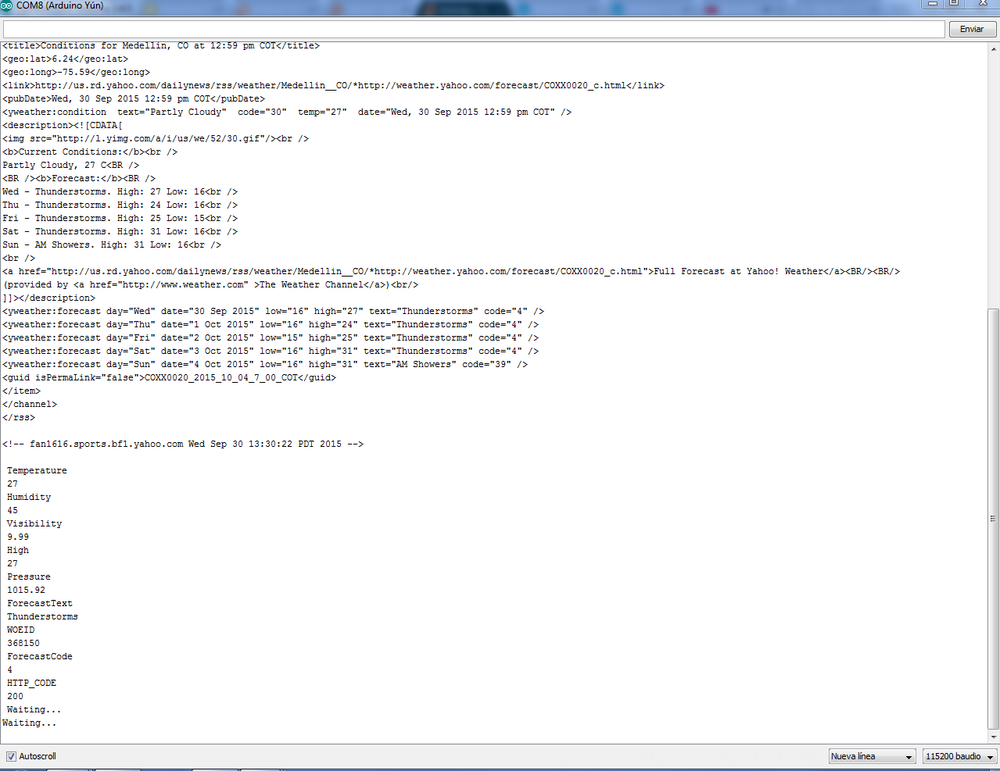 COM8 (Arduino Yún)
Enviar
<title>Conditions for Medellin, CO at 12:59 pm COT</title>
<geo:lat>6.24</geo:lat>
<geo:long>-75.59</geo:long>
<link>http://us.rd.yahoo.com/dailynews/rss/weather/Medellin__CO/*http://weather.yahoo.com/forecast/COXX0020_c.html</link>
<pubDate>Wed, 30 Sep 2015 12:59 pm COT</pubDate>
<yweather:condition  text="Partly Cloudy"  code="30"  temp="27"  date="Wed, 30 Sep 2015 12:59 pm COT" />
<description><![CDATA[
<img src="http://l.yimg.com/a/i/us/we/52/30.gif"/><br />
<b>Current Conditions:</b><br />
Partly Cloudy, 27 C<BR />
<BR /><b>Forecast:</b><BR />
Wed - Thunderstorms. High: 27 Low: 16<br />
Thu - Thunderstorms. High: 24 Low: 16<br />
Fri - Thunderstorms. High: 25 Low: 15<br />
Sat - Thunderstorms. High: 31 Low: 16<br />
Sun - AM Showers. High: 31 Low: 16<br />
<br />
<a href="http://us.rd.yahoo.com/dailynews/rss/weather/Medellin__CO/*http://weather.yahoo.com/forecast/COXX0020_c.html">Full Forecast at Yahoo! Weather</a><BR/><BR/>
(provided by <a href="http://www.weather.com" >The Weather Channel</a>)<br/>
]]></description>
<yweather:forecast day="Wed" date="30 Sep 2015" low="16" high="27" text="Thunderstorms" code="4" />
<yweather:forecast day="Thu" date="1 Oct 2015" low="16" high="24" text="Thunderstorms" code="4" />
<yweather:forecast day="Fri" date="2 Oct 2015" low="15" high="25" text="Thunderstorms" code="4" />
<yweather:forecast day="Sat" date="3 Oct 2015" low="16" high="31" text="Thunderstorms" code="4" />
<yweather:forecast day="Sun" date="4 Oct 2015" low="16" high="31" text="AM Showers" code="39" />
<guid isPermaLink="false">COXX0020_2015_10_04_7_00_COT</guid>
</item>
</channel>
</rss>
<!-- fan1616.sports.bf1.yahoo.com Wed Sep 30 13:30:22 PDT 2015 -->
Temperature
27
Humidity
45
Visibility
9.99
High
27
Pressure
1015.92
ForecastText
Thunderstorms
WOEID
368150
ForecastCode
4
HTTP_CODE
200
Waiting...
Waiting...
Autoscroll
Nueva línea
115200 baudio